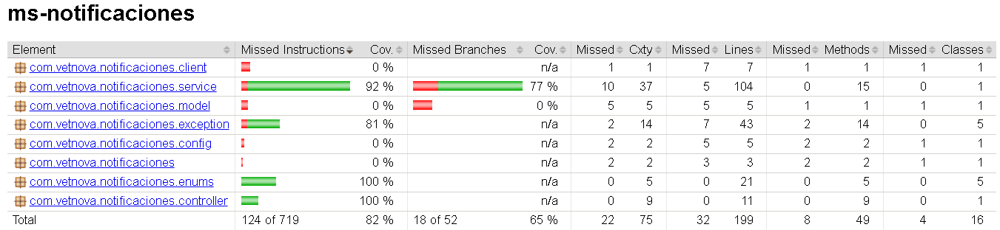 ms-notificaciones
Element Missed Instructions Cov. Missed Branches Cov. Missed Cxty Missed Lines Missed Methods Missed Classes
com.vetnova.notificaciones.client 0 % n/a 1 1 7 7 1 1 1 1
com.vetnova.notificaciones.service 92 % 77 % 10 37 5 104 0 15 0 1
com.vetnova.notificaciones.model 0 % 0 % 5 5 5 5 1 1 1 1
com.vetnova.notificaciones.exception 81 % n/a 2 14 7 43 2 14 0 5
com.vetnova.notificaciones.config 0 % n/a 2 2 5 5 2 2 1 1
com.vetnova.notificaciones 0 % n/a 2 2 3 3 2 2 1 1
com.vetnova.notificaciones.enums 100 % n/a 0 5 0 21 0 5 0 5
com.vetnova.notificaciones.controller 100 % n/a 0 9 0 11 0 9 0 1
Total 124 of 719 82 % 18 of 52 65 % 22 75 32 199 8 49 4 16